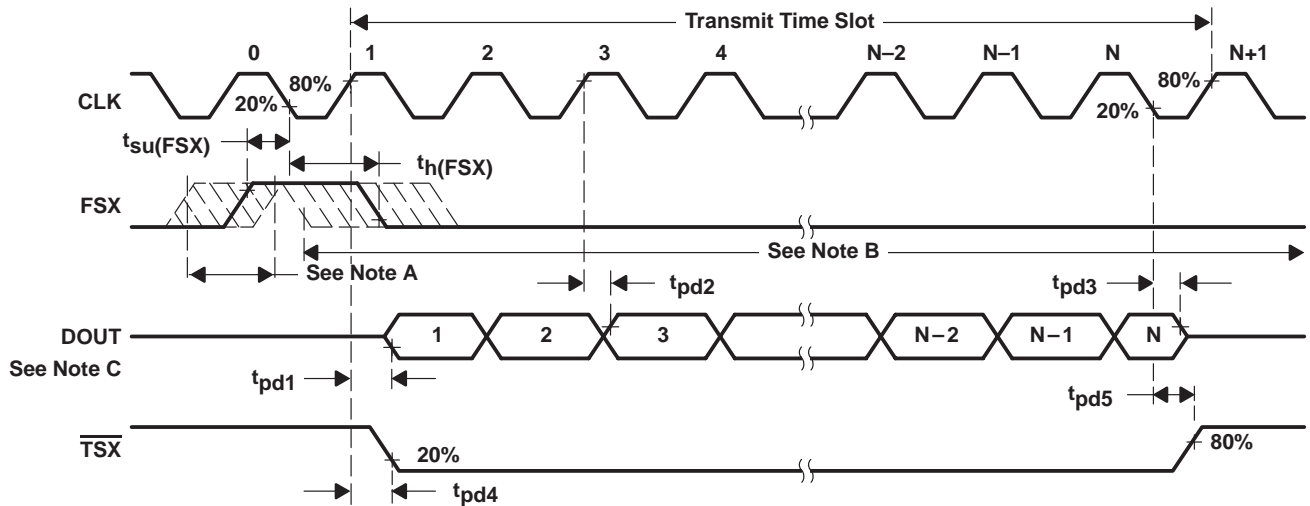 Transmit Time Slot
0 1 2 3 4 N–2 N–1 N N+1
CLK
20% 80% 20% 80%
tsu(FSX)
th(FSX)
FSX
See Note B
See Note A
tpd2 tpd3
DOUT
1 2 3 N–2 N–1 N
See Note C
tpd1 tpd5
TSX
20% 80%
tpd4